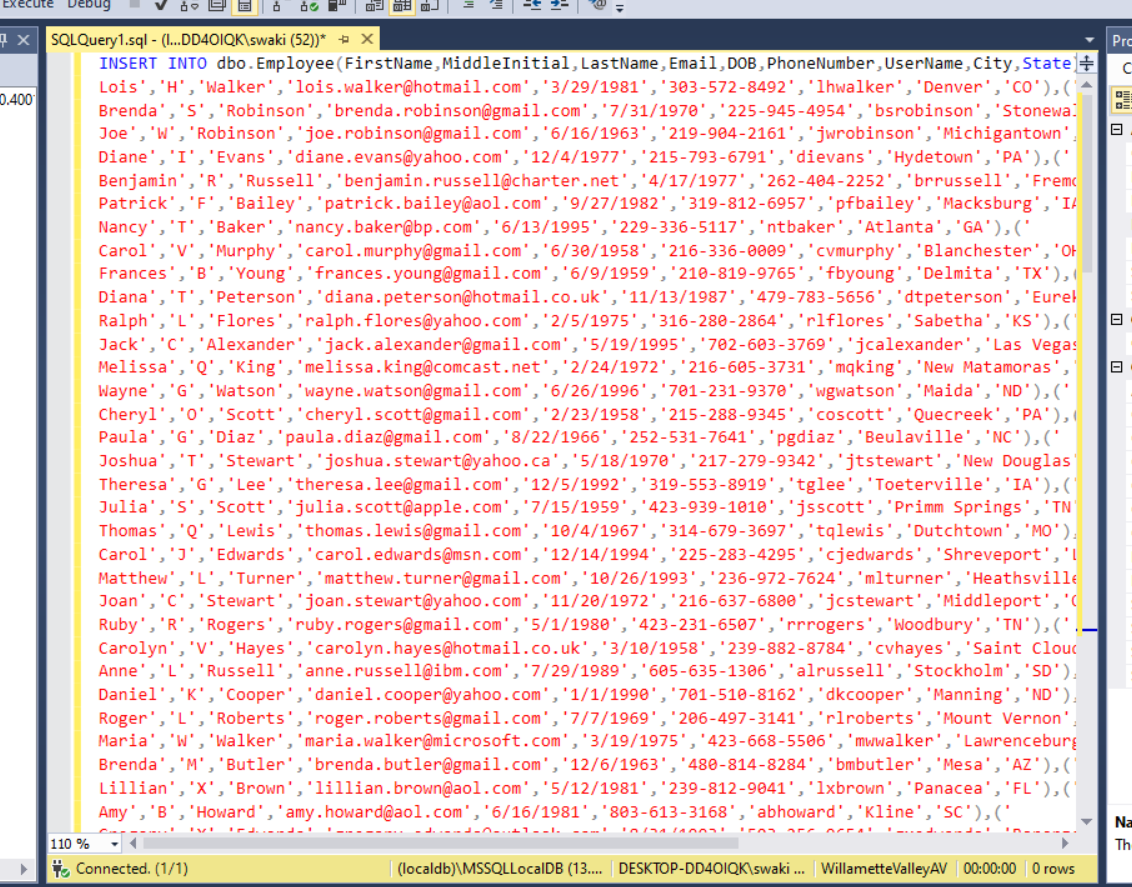 Execute Debug
SQLQuery1.sql - (l...DD4OIQK\swaki (52))*
Pro
0.400
INSERT INTO dbo.Employee(FirstName,MiddleInitial,LastName,Email,DOB,PhoneNumber,UserName,City,State)
Lois','H','Walker','lois.walker@hotmail.com','3/29/1981','303-572-8492','lhwalker','Denver','CO'),('
Brenda','S','Robinson','brenda.robinson@gmail.com','7/31/1970','225-945-4954','bsrobinson','Stonewal
Joe','W','Robinson','joe.robinson@gmail.com','6/16/1963','219-904-2161','jwrobinson','Michigantown',
Diane','I','Evans','diane.evans@yahoo.com','12/4/1977','215-793-6791','dievans','Hydetown','PA'),('
Benjamin','R','Russell','benjamin.russell@charter.net','4/17/1977','262-404-2252','brrussell','Fremo
Patrick','F','Bailey','patrick.bailey@aol.com','9/27/1982','319-812-6957','pfbailey','Macksburg','IA
Nancy','T','Baker','nancy.baker@bp.com','6/13/1995','229-336-5117','ntbaker','Atlanta','GA'),('
Carol','V','Murphy','carol.murphy@gmail.com','6/30/1958','216-336-0009','cvmurphy','Blanchester','OH
Frances','B','Young','frances.young@gmail.com','6/9/1959','210-819-9765','fbyoung','Delmita','TX'),(
Diana','T','Peterson','diana.peterson@hotmail.co.uk','11/13/1987','479-783-5656','dtpeterson','Eurek
Ralph','L','Flores','ralph.flores@yahoo.com','2/5/1975','316-280-2864','rlflores','Sabetha','KS'),('
Jack','C','Alexander','jack.alexander@gmail.com','5/19/1995','702-603-3769','jcalexander','Las Vegas
Melissa','Q','King','melissa.king@comcast.net','2/24/1972','216-605-3731','mqking','New Matamoras','
Wayne','G','Watson','wayne.watson@gmail.com','6/26/1996','701-231-9370','wgwatson','Maida','ND'),('
Cheryl','O','Scott','cheryl.scott@gmail.com','2/23/1958','215-288-9345','coscott','Quecreek','PA'),(
Paula','G','Diaz','paula.diaz@gmail.com','8/22/1966','252-531-7641','pgdiaz','Beulaville','NC'),('
Joshua','T','Stewart','joshua.stewart@yahoo.ca','5/18/1970','217-279-9342','jtstewart','New Douglas'
Theresa','G','Lee','theresa.lee@gmail.com','12/5/1992','319-553-8919','tglee','Toeterville','IA'),('
Julia','S','Scott','julia.scott@apple.com','7/15/1959','423-939-1010','jsscott','Primm Springs','TN'
Thomas','Q','Lewis','thomas.lewis@gmail.com','10/4/1967','314-679-3697','tqlewis','Dutchtown','MO'),
Carol','J','Edwards','carol.edwards@msn.com','12/14/1994','225-283-4295','cjedwards','Shreveport','L
Matthew','L','Turner','matthew.turner@gmail.com','10/26/1993','236-972-7624','mlturner','Heathsville
Joan','C','Stewart','joan.stewart@yahoo.com','11/20/1972','216-637-6800','jcstewart','Middleport','O
Ruby','R','Rogers','ruby.rogers@gmail.com','5/1/1980','423-231-6507','rrrogers','Woodbury','TN'),('
Carolyn','V','Hayes','carolyn.hayes@hotmail.co.uk','3/10/1958','239-882-8784','cvhayes','Saint Cloud
Anne','L','Russell','anne.russell@ibm.com','7/29/1989','605-635-1306','alrussell','Stockholm','SD'),
Daniel','K','Cooper','daniel.cooper@yahoo.com','1/1/1990','701-510-8162','dkcooper','Manning','ND'),
Roger','L','Roberts','roger.roberts@gmail.com','7/7/1969','206-497-3141','rlroberts','Mount Vernon',
Maria','W','Walker','maria.walker@microsoft.com','3/19/1975','423-668-5506','mwwalker','Lawrenceburg
Brenda','M','Butler','brenda.butler@gmail.com','12/6/1963','480-814-8284','bmbutler','Mesa','AZ'),('
Lillian','X','Brown','lillian.brown@aol.com','5/12/1981','239-812-9041','lxbrown','Panacea','FL'),('
Amy','B','Howard','amy.howard@aol.com','6/16/1981','803-613-3168','abhoward','Kline','SC'),('
110 %
Na
Th
Connected. (1/1) (localdb)\MSSQLLocalDB (13.... DESKTOP-DD4OIQK\swaki ... WillametteValleyAV 00:00:00 0 rows